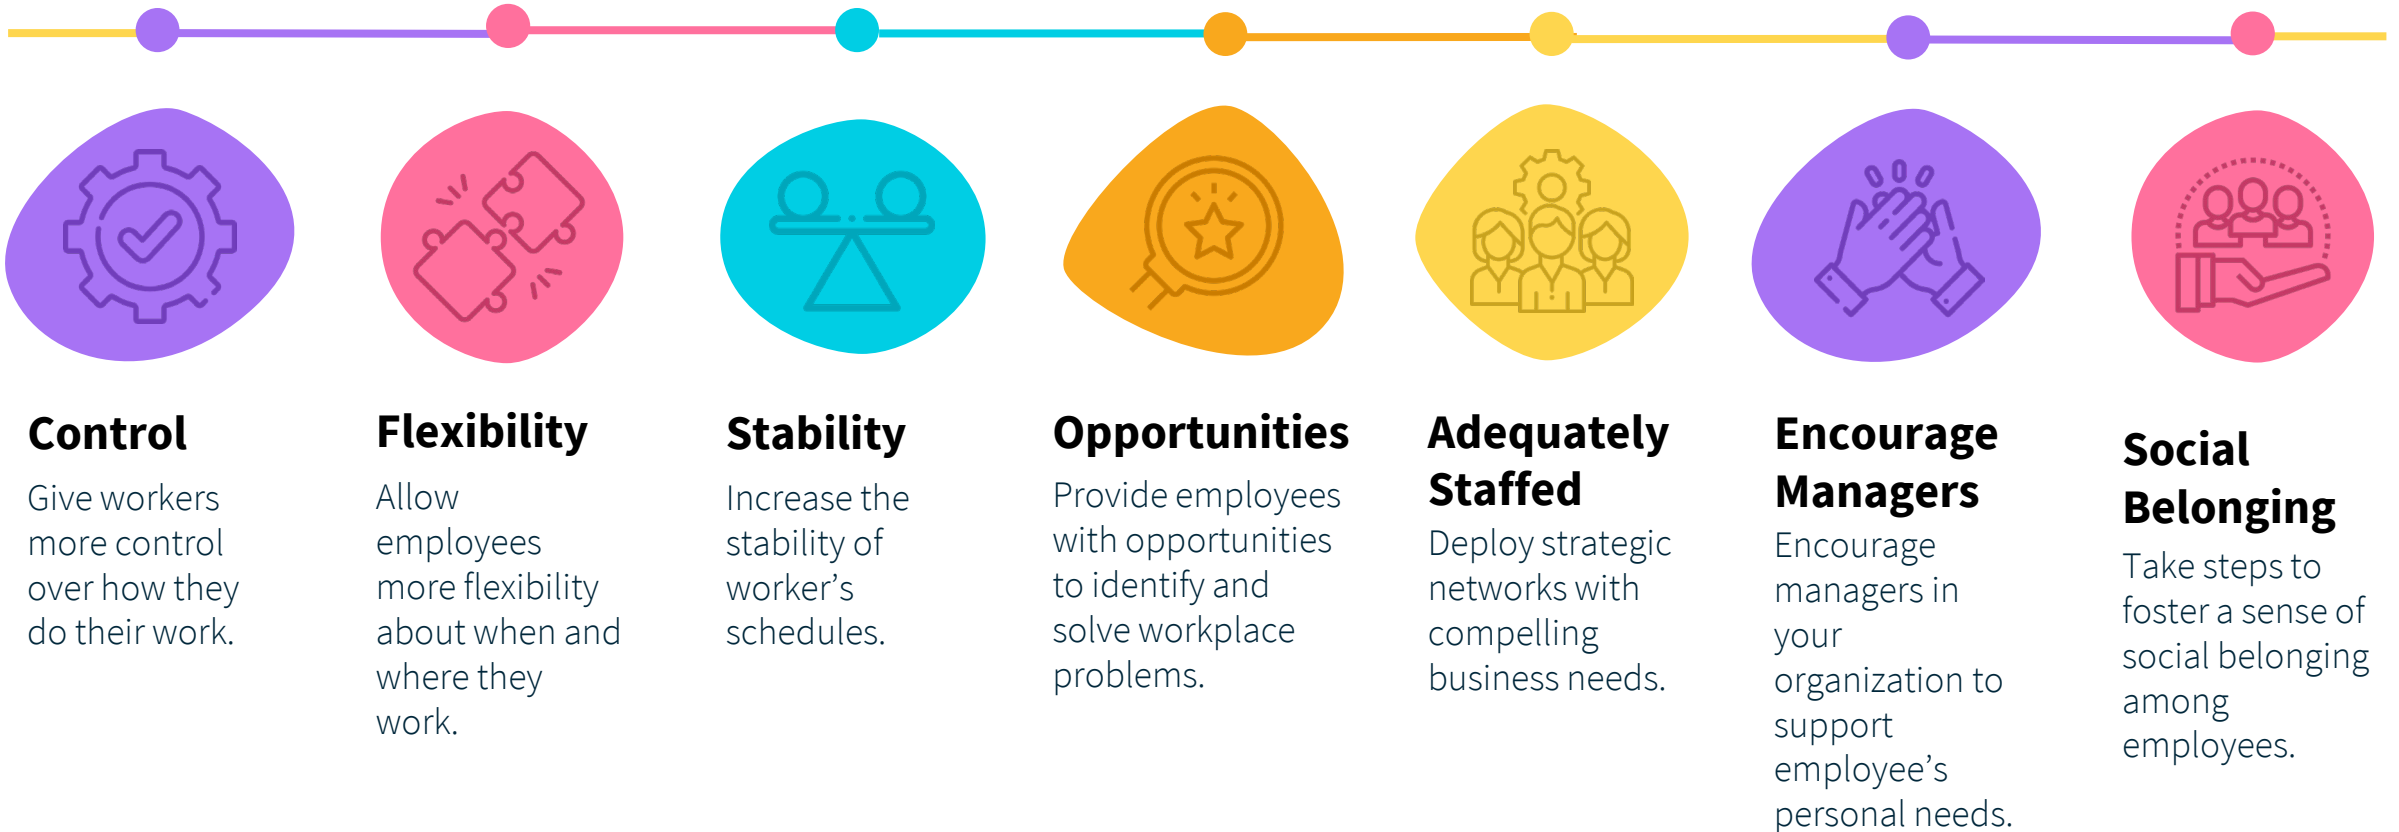 Control
Give workers
more control
over how they
do their work.
Flexibility
Allow
employees
more flexibility
about when and
where they
work.
Stability
Increase the
stability of
worker’s
schedules.
Opportunities
Provide employees
with opportunities
to identify and
solve workplace
problems.
Adequately
Staffed
Deploy strategic
networks with
compelling
business needs.
Encourage
Managers
Encourage
managers in
your
organization to
support
employee’s
personal needs.
Social
Belonging
Take steps to
foster a sense of
social belonging
among
employees.